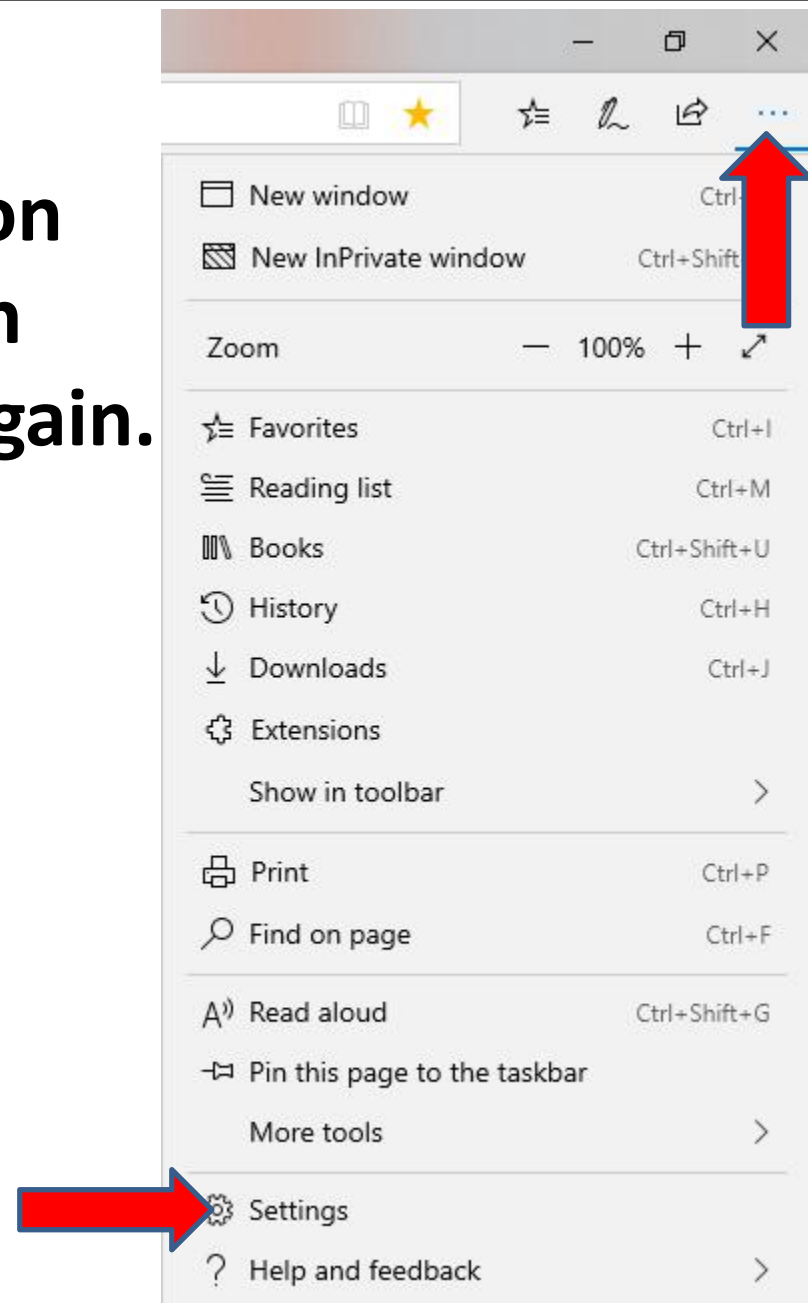 New window Ctrl+
New InPrivate window Ctrl+Shift
Zoom — 100% +
gain.
Favorites Ctrl+I
Reading list Ctrl+M
Books Ctrl+Shift+U
History Ctrl+H
Downloads Ctrl+J
Extensions
Show in toolbar
Print Ctrl+P
Find on page Ctrl+F
Read aloud Ctrl+Shift+G
Pin this page to the taskbar
More tools
Settings
Help and feedback